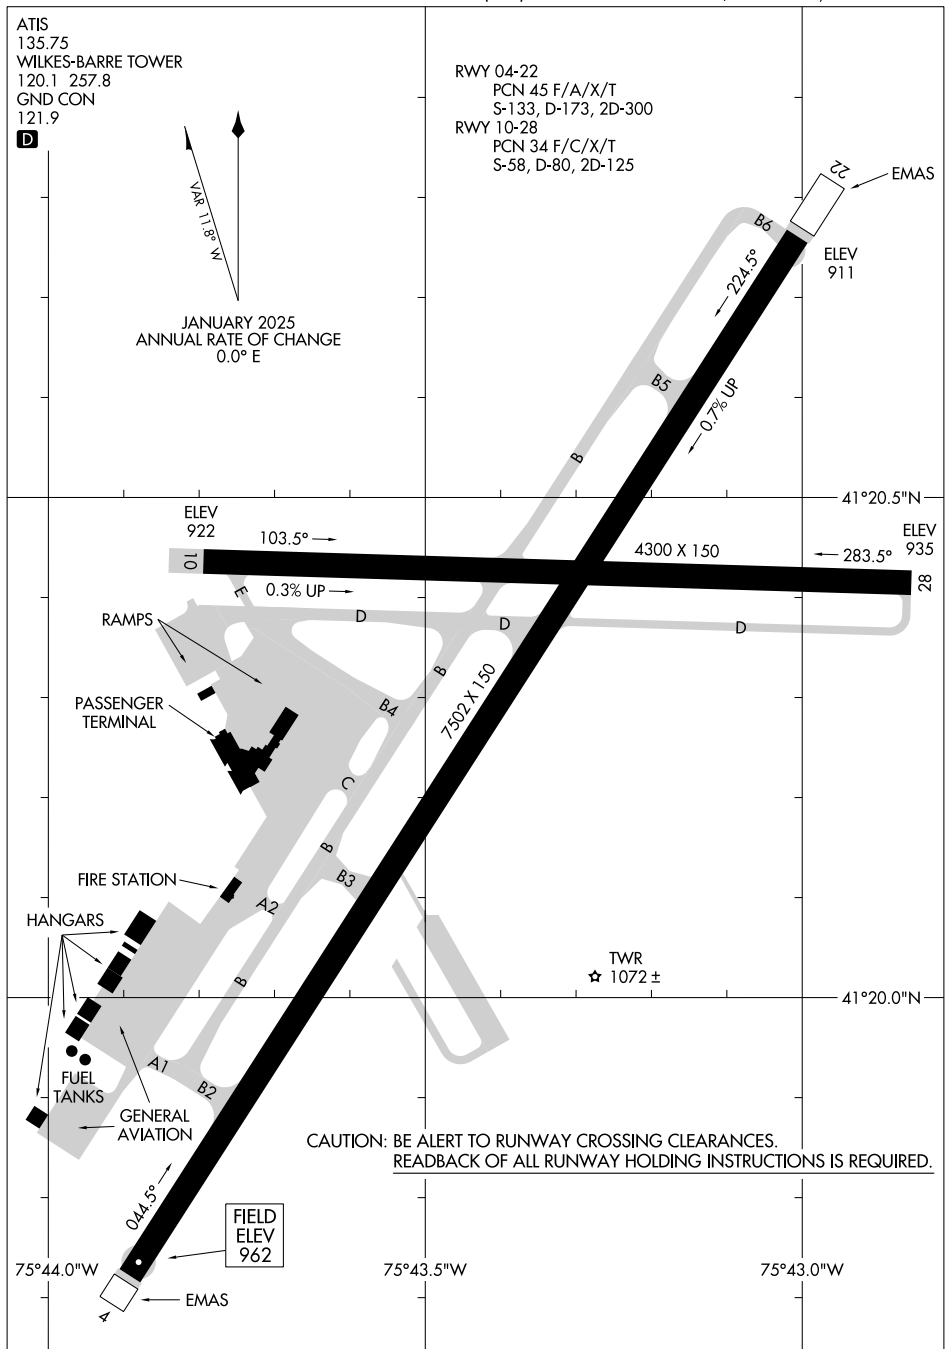 ATIS
135.75
WILKES-BARRE TOWER
120.1 257.8
GND CON
121.9
D
VAR 11.8° W
JANUARY 2025
ANNUAL RATE OF CHANGE
0.0° E
RWY 04-22
PCN 45 F/A/X/T
S-133, D-173, 2D-300
RWY 10-28
PCN 34 F/C/X/T
S-58, D-80, 2D-125
22
EMAS
B6
ELEV
911
224.5°
B5
0.7% UP
B
41°20.5"N
ELEV
922
103.5°
4300 X 150
283.5°
ELEV
935
10
28
E
0.3% UP
D
D
D
RAMPS
B
7502 X 150
PASSENGER
TERMINAL
B4
C
B
B3
FIRE STATION
A2
HANGARS
B
TWR
1072 ±
41°20.0"N
A1
B2
FUEL
TANKS
GENERAL
AVIATION
CAUTION: BE ALERT TO RUNWAY CROSSING CLEARANCES.
READBACK OF ALL RUNWAY HOLDING INSTRUCTIONS IS REQUIRED.
044.5°
FIELD
ELEV
962
75°44.0"W
75°43.5"W
75°43.0"W
EMAS
4